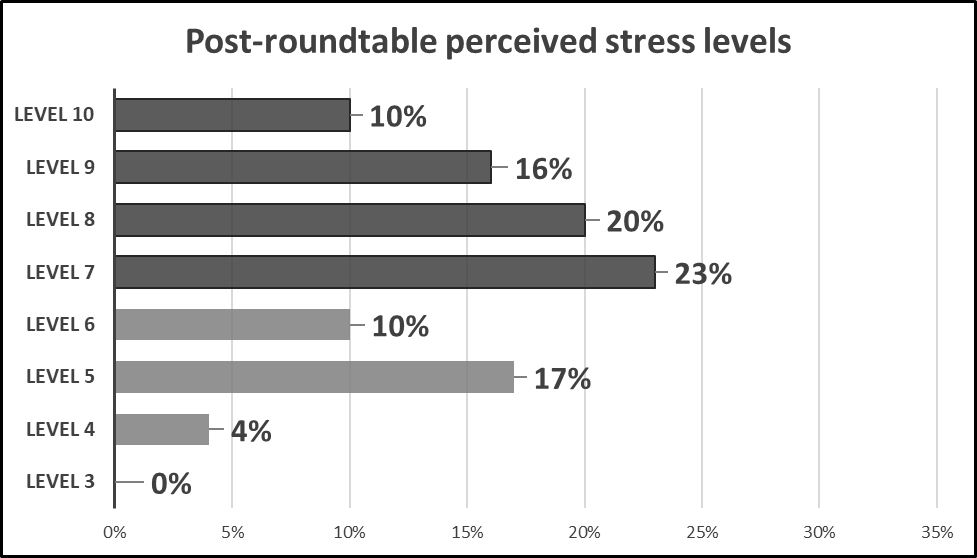 Post-roundtable perceived stress levels
LEVEL 10 10%
LEVEL 9 16%
LEVEL 8 20%
LEVEL 7 23%
LEVEL 6 10%
LEVEL 5 17%
LEVEL 4 4%
LEVEL 3 0%
0% 5% 10% 15% 20% 25% 30% 35%